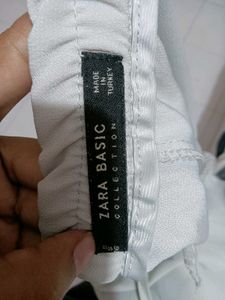 ZARA BASIC
COLLECTION
MADE IN
TURKEY